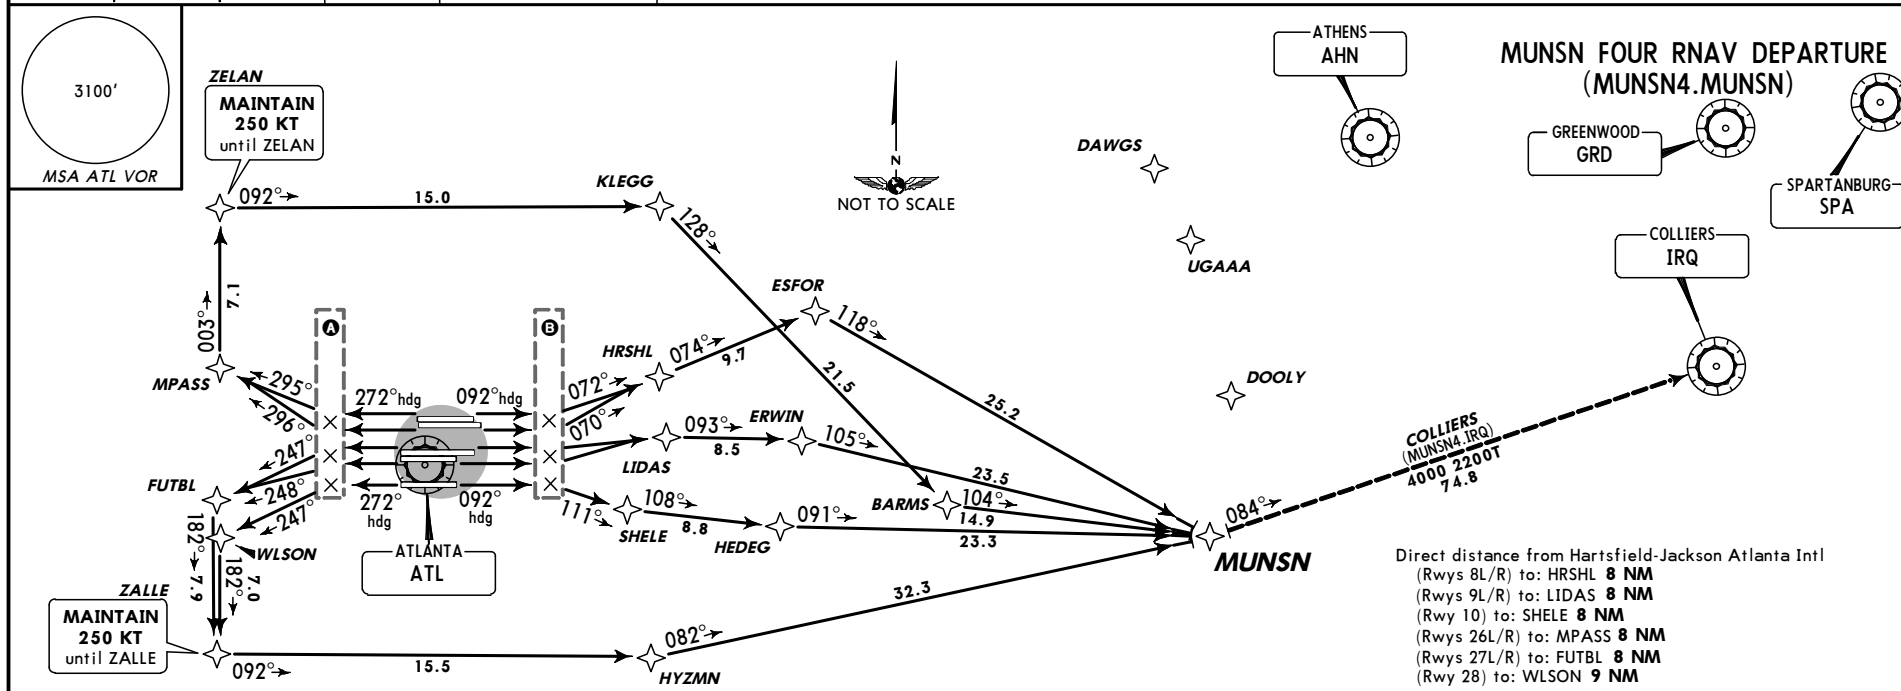 3100'
MSA ATL VOR
ZELAN
MAINTAIN
250 KT
until ZELAN
092°
15.0
KLEGG
128°
N
NOT TO SCALE
ATHENS
AHN
MUNSN FOUR RNAV DEPARTURE
(MUNSN4.MUNSN)
GREENWOOD
GRD
SPARTANBURG
SPA
COLLIERS
IRQ
DAWGS
UGAAA
DOOLY
7.1
003°
MPASS
A
B
295°
296°
272° hdg
092° hdg
072°
070°
HRSHL
074°
9.7
ESFOR
118°
25.2
21.5
247°
248°
247°
FUTBL
WLSON
272°
hdg
092°
hdg
111°
LIDAS
093°
8.5
ERWIN
105°
23.5
SHELE
108°
8.8
HEDEG
091°
23.3
BARMS
104°
14.9
MUNSN
084°
COLLIERS
(MUNSN4.IRQ)
4000 2200T
74.8
ATLANTA
ATL
182°
7.9
182°
7.0
ZALLE
MAINTAIN
250 KT
until ZALLE
092°
15.5
HYZMN
082°
32.3
Direct distance from Hartsfield-Jackson Atlanta Intl
(Rwys 8L/R) to: HRSHL 8 NM
(Rwys 9L/R) to: LIDAS 8 NM
(Rwy 10) to: SHELE 8 NM
(Rwys 26L/R) to: MPASS 8 NM
(Rwys 27L/R) to: FUTBL 8 NM
(Rwy 28) to: WLSON 9 NM